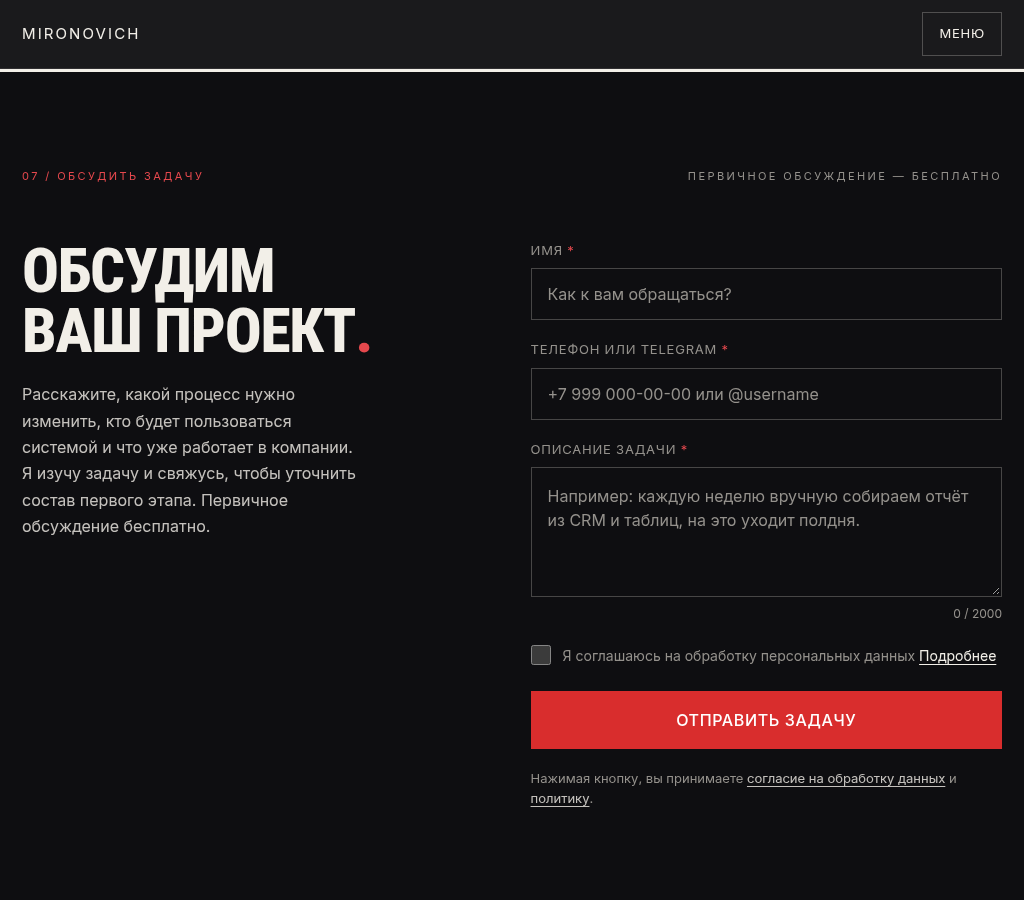 MIRONOVICH
МЕНЮ
07 / ОБСУДИТЬ ЗАДАЧУ
ПЕРВИЧНОЕ ОБСУЖДЕНИЕ — БЕСПЛАТНО
ОБСУДИМ
ВАШ ПРОЕКТ.
Расскажите, какой процесс нужно
изменить, кто будет пользоваться
системой и что уже работает в компании.
Я изучу задачу и свяжусь, чтобы уточнить
состав первого этапа. Первичное
обсуждение бесплатно.
ИМЯ *
Как к вам обращаться?
ТЕЛЕФОН ИЛИ TELEGRAM *
+7 999 000-00-00 или @username
ОПИСАНИЕ ЗАДАЧИ *
Например: каждую неделю вручную собираем отчёт
из CRM и таблиц, на это уходит полдня.
0 / 2000
Я соглашаюсь на обработку персональных данных Подробнее
ОТПРАВИТЬ ЗАДАЧУ
Нажимая кнопку, вы принимаете согласие на обработку данных и
политику.